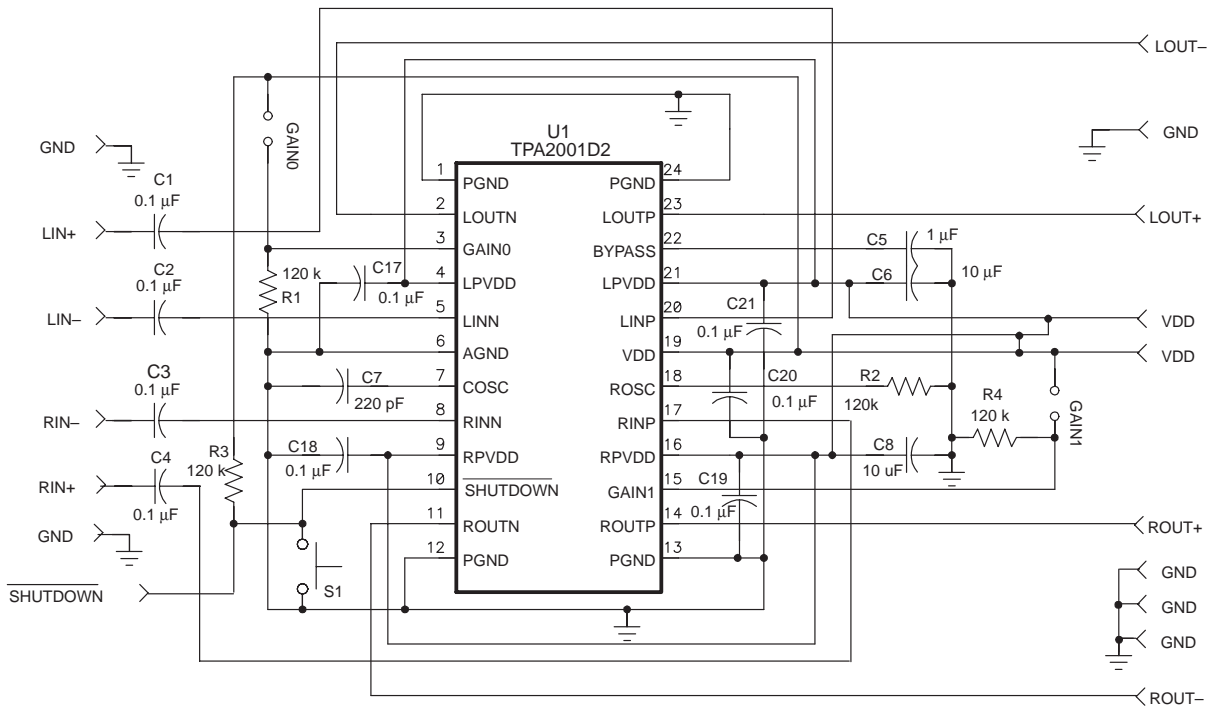 LOUT–
GND
GAIN0
U1
TPA2001D2
GND
C1
0.1 µF
1
PGND
PGND
24
2
LOUTN
LOUTP
23
LOUT+
LIN+
3
GAIN0
BYPASS
22
C5
1 µF
C2
0.1 µF
120 k
R1
C17
0.1 µF
4
LPVDD
LPVDD
21
C6
10 µF
LIN–
5
LINN
LINP
20
C21
0.1 µF
VDD
6
AGND
VDD
19
VDD
C3
0.1 µF
C7
220 pF
7
COSC
ROSC
18
C20
0.1 µF
R2
120k
R4
120 k
GAIN1
RIN–
8
RINN
RINP
17
R3
120 k
C18
0.1 µF
9
RPVDD
RPVDD
16
C8
10 uF
C4
0.1 µF
RIN+
10
SHUTDOWN
GAIN1
15
C19
0.1 µF
GND
11
ROUTN
ROUTP
14
ROUT+
12
PGND
PGND
13
GND
SHUTDOWN
S1
GND
GND
ROUT–